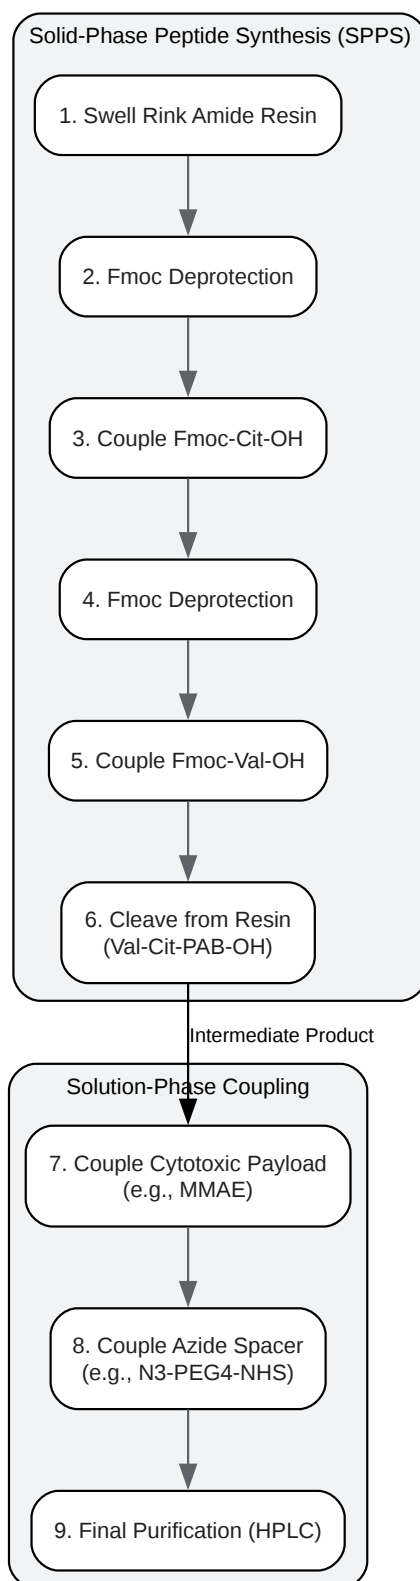 Solid-Phase Peptide Synthesis (SPPS)
1. Swell Rink Amide Resin
2. Fmoc Deprotection
3. Couple Fmoc-Cit-OH
4. Fmoc Deprotection
5. Couple Fmoc-Val-OH
6. Cleave from Resin
(Val-Cit-PAB-OH)
Intermediate Product
Solution-Phase Coupling
7. Couple Cytotoxic Payload
(e.g., MMAE)
8. Couple Azide Spacer
(e.g., N3-PEG4-NHS)
9. Final Purification (HPLC)